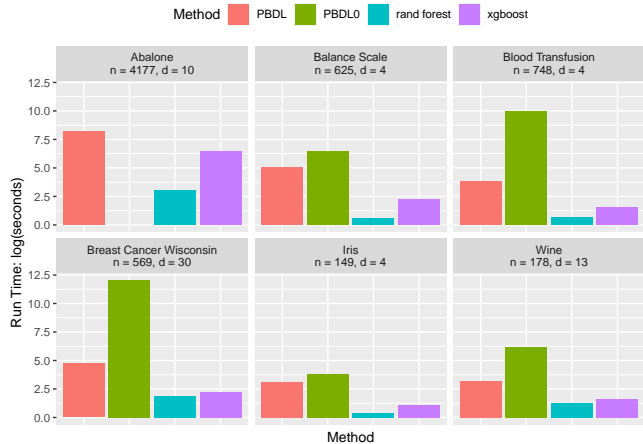 Method PBDL PBDL0 rand forest xgboost
Abalone
n = 4177, d = 10
Balance Scale
n = 625, d = 4
Blood Transfusion
n = 748, d = 4
12.5
10.0
7.5
5.0
2.5
0.0
Breast Cancer Wisconsin
n = 569, d = 30
Iris
n = 149, d = 4
Wine
n = 178, d = 13
12.5
10.0
7.5
5.0
2.5
0.0
Run Time: log(seconds)
Method